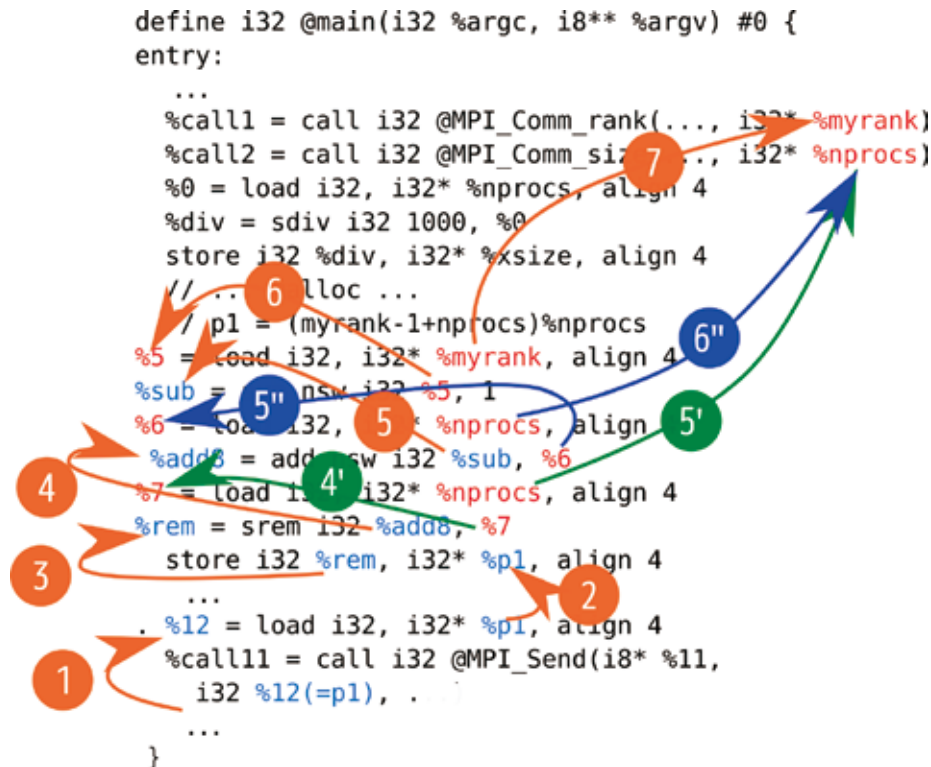 define i32 @main(i32 %argc, i8** %argv) #0 {
entry:
...
%call1 = call i32 @MPI_Comm_rank(..., i32* %myrank)
%call2 = call i32 @MPI_Comm_size ..., i32* %nprocs)
7
%0 = load i32, i32* %nprocs, align 4
%div = sdiv i32 1000, %0
store i32 %div, i32* %xsize, align 4
// ... lloc ...
6
// p1 = (myrank-1+nprocs)%nprocs
6"
%5 = load i32, i32* %myrank, align 4
%sub = nsw i32 %5, 1
5"
5
5'
%6 = load i32, * %nprocs, align
%add8 = add sw i32 %sub, %6
4
4'
%7 = load i32* %nprocs, align 4
%rem = srem i32 %add8, %7
3
store i32 %rem, i32* %p1, align 4
2
...
. %12 = load i32, i32* %p1, align 4
1
%call11 = call i32 @MPI_Send(i8* %11,
i32 %12(=p1), .
...
}